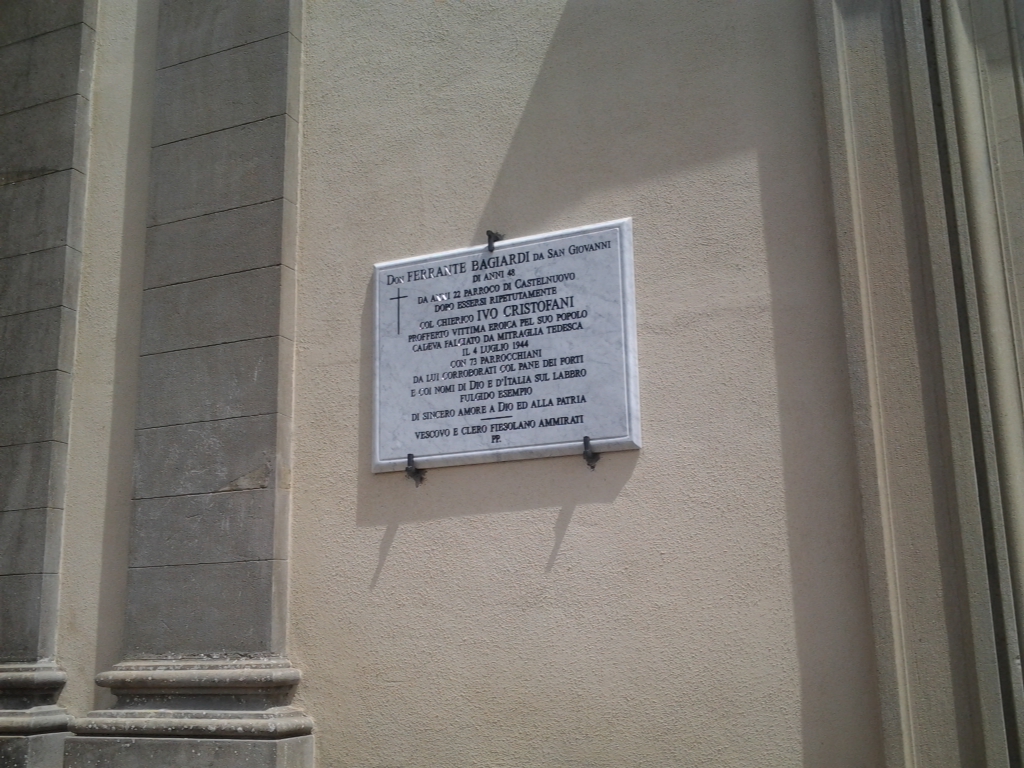 Don FERRANTE BAGIARDI DA SAN GIOVANNI
DI ANNI 48
DA ANNI 22 PARROCO DI CASTELNUOVO
DOPO ESSERSI RIPETUTAMENTE
COL CHIERICO IVO CRISTOFANI
PROFFERTO VITTIMA EROICA PEL SUO POPOLO
CADEVA FALCIATO DA MITRAGLIA TEDESCA
IL 4 LUGLIO 1944
CON 73 PARROCCHIANI
DA LUI CORROBORATI COL PANE DEI FORTI
E COI NOMI DI DIO E D'ITALIA SUL LABBRO
FULGIDO ESEMPIO
DI SINCERO AMORE A DIO ED ALLA PATRIA
VESCOVO E CLERO FIESOLANO AMMIRATI
PP.